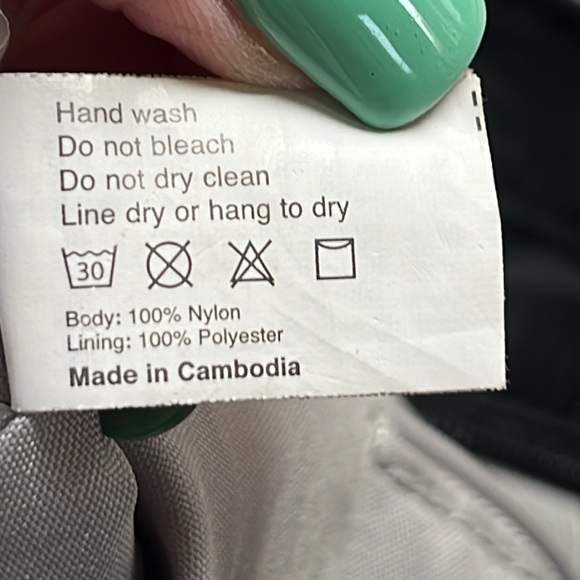 Hand wash
Do not bleach
Do not dry clean
Line dry or hang to dry
30
Body: 100% Nylon
Lining: 100% Polyester
Made in Cambodia